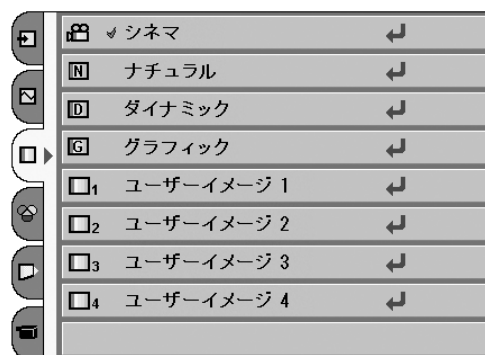 シネマ
N ナチュラル
D ダイナミック
G グラフィック
1 ユーザーイメージ 1
2 ユーザーイメージ 2
3 ユーザーイメージ 3
4 ユーザーイメージ 4